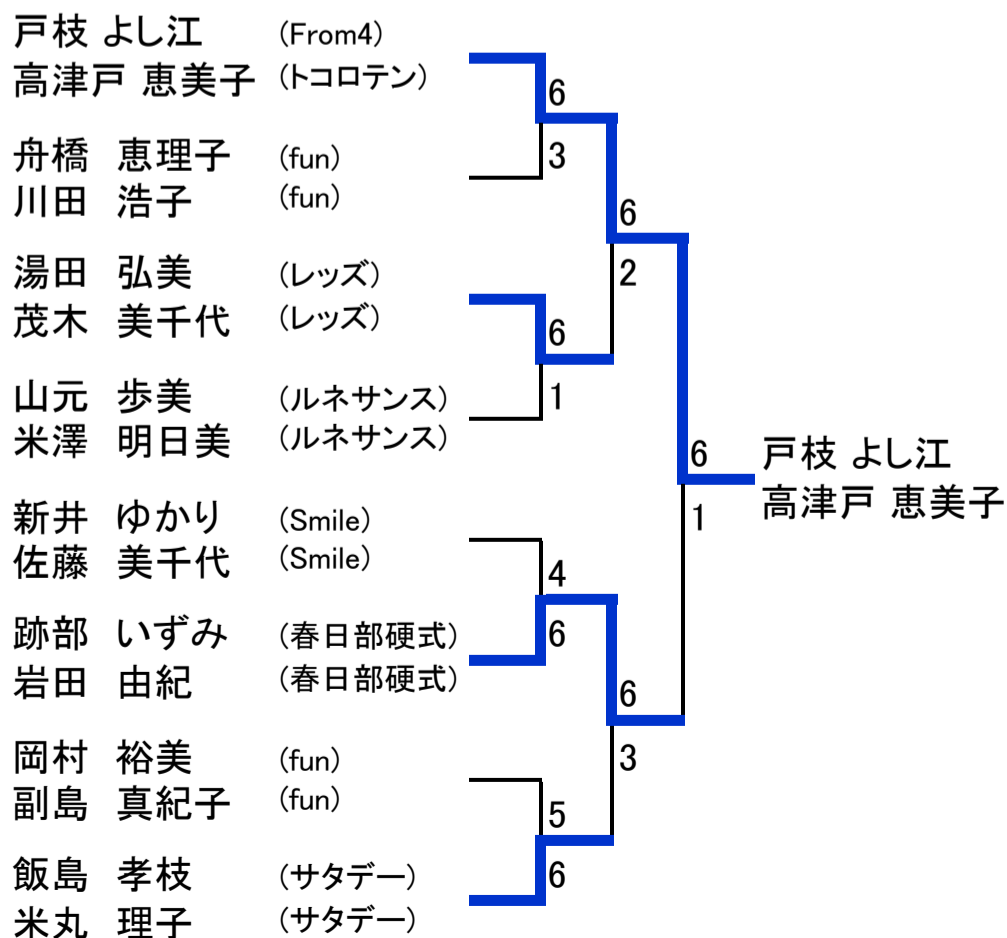 戸枝 よし江 (From4)
高津戸 恵美子 (トコロテン)
6
3
舟橋 恵理子 (fun)
川田 浩子 (fun)
6
2
湯田 弘美 (レッズ)
茂木 美千代 (レッズ)
6
1
山元 歩美 (ルネサンス)
米澤 明日美 (ルネサンス)
6
1
戸枝 よし江
高津戸 恵美子
新井 ゆかり (Smile)
佐藤 美千代 (Smile)
4
6
跡部 いずみ (春日部硬式)
岩田 由紀 (春日部硬式)
6
3
岡村 裕美 (fun)
副島 真紀子 (fun)
5
6
飯島 孝枝 (サタデー)
米丸 理子 (サタデー)